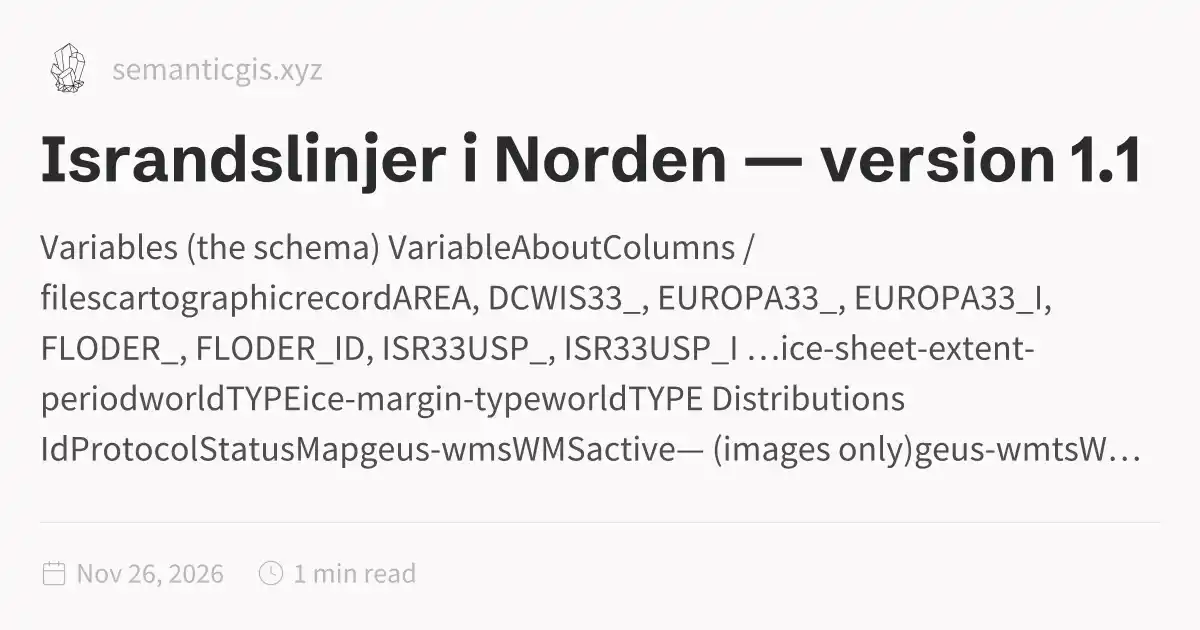 semanticgis.xyz
Israndslinjer i Norden — version 1.1
Variables (the schema) VariableAboutColumns /
filescartographicrecordAREA, DCWIS33_, EUROPA33_, EUROPA33_I,
FLODER_, FLODER_ID, ISR33USP_, ISR33USP_I …ice-sheet-extent-
periodworldTYPEice-margin-typeworldTYPE Distributions
IdProtocolStatusMapgeus-wmsWMSactive— (images only)geus-wmtsW…
Nov 26, 2026 1 min read